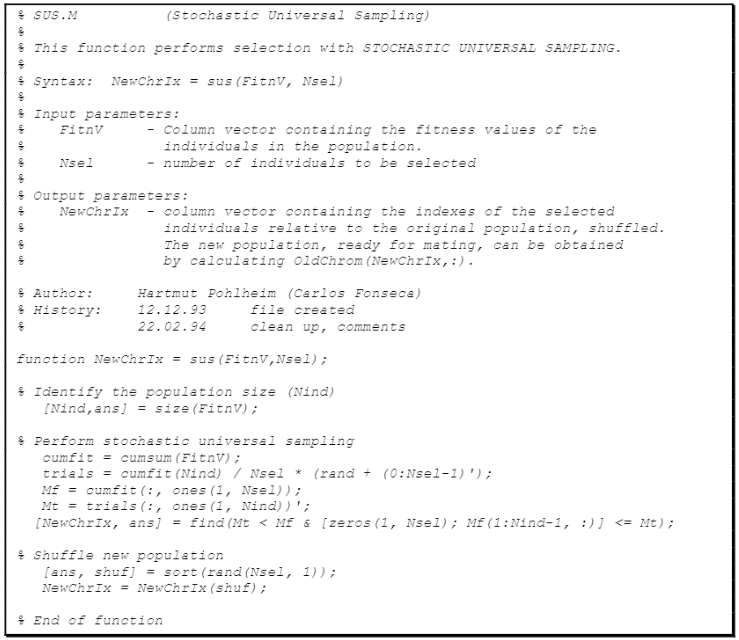 % SUS.M (Stochastic Universal Sampling)
%
% This function performs selection with STOCHASTIC UNIVERSAL SAMPLING.
%
% Syntax: NewChrIx = sus(FitnV, Nsel)
%
% Input parameters:
% FitnV - Column vector containing the fitness values of the
% individuals in the population.
% Nsel - number of individuals to be selected
%
% Output parameters:
% NewChrIx - column vector containing the indexes of the selected
% individuals relative to the original population, shuffled.
% The new population, ready for mating, can be obtained
% by calculating OldChrom(NewChrIx,:).
% Author: Hartmut Pohlheim (Carlos Fonseca)
% History: 12.12.93 file created
% 22.02.94 clean up, comments
function NewChrIx = sus(FitnV,Nsel);
% Identify the population size (Nind)
[Nind,ans] = size(FitnV);
% Perform stochastic universal sampling
cumfit = cumsum(FitnV);
trials = cumfit(Nind) / Nsel * (rand + (0:Nsel-1)');
Mf = cumfit(:, ones(1, Nsel));
Mt = trials(:, ones(1, Nind))';
[NewChrIx, ans] = find(Mt < Mf & [zeros(1, Nsel); Mf(1:Nind-1, :)] <= Mt);
% Shuffle new population
[ans, shuf] = sort(rand(Nsel, 1));
NewChrIx = NewChrIx(shuf);
% End of function